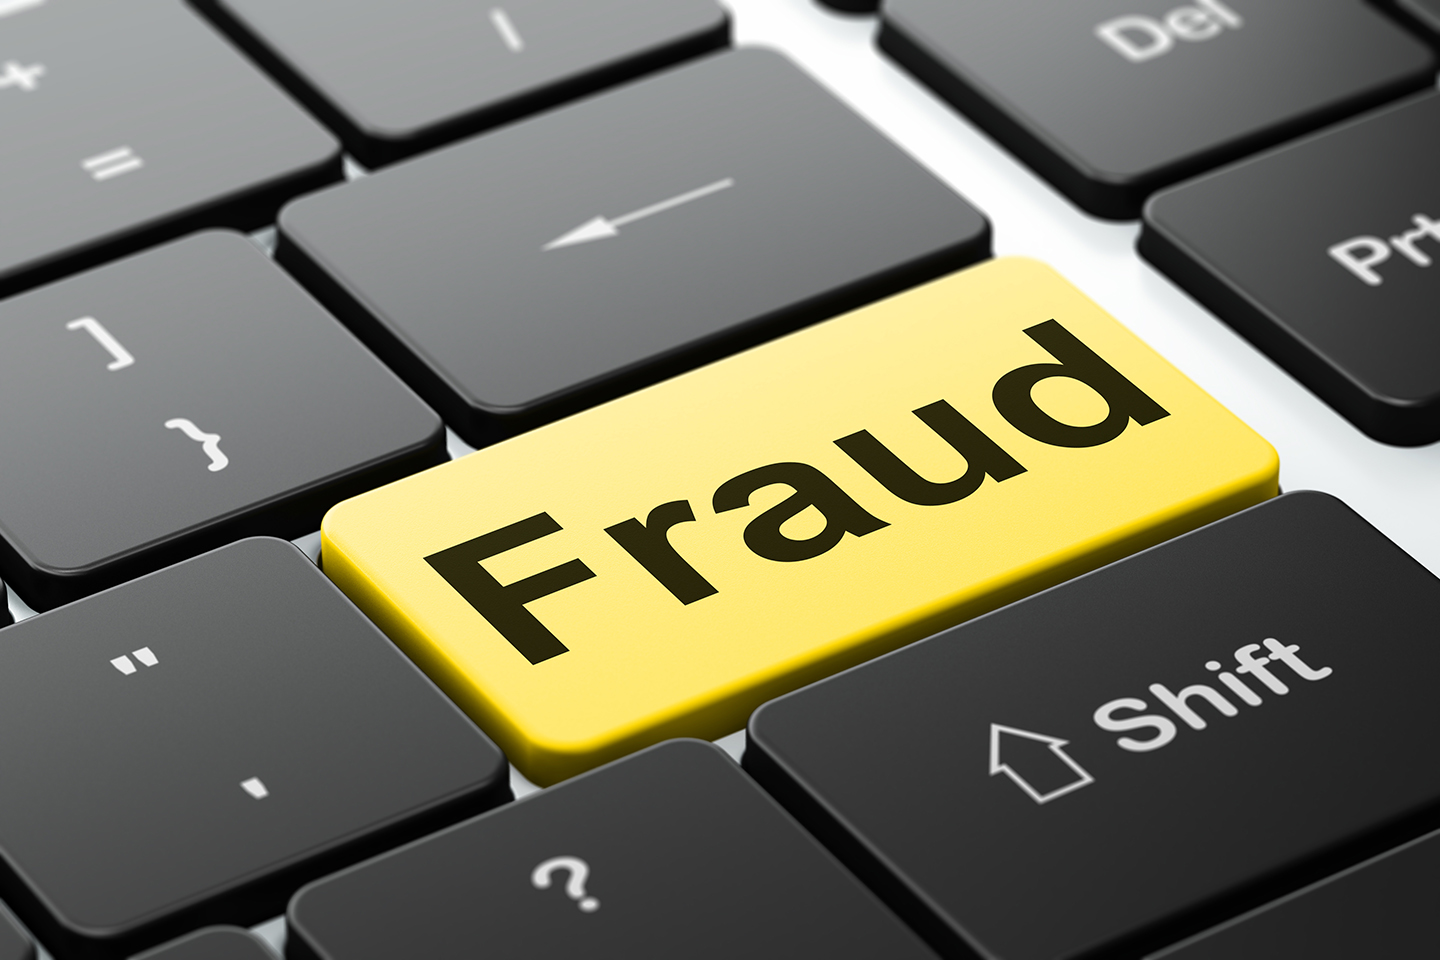 Del
Prt
+
=
]
}
Fraud
"
'
Shift
?